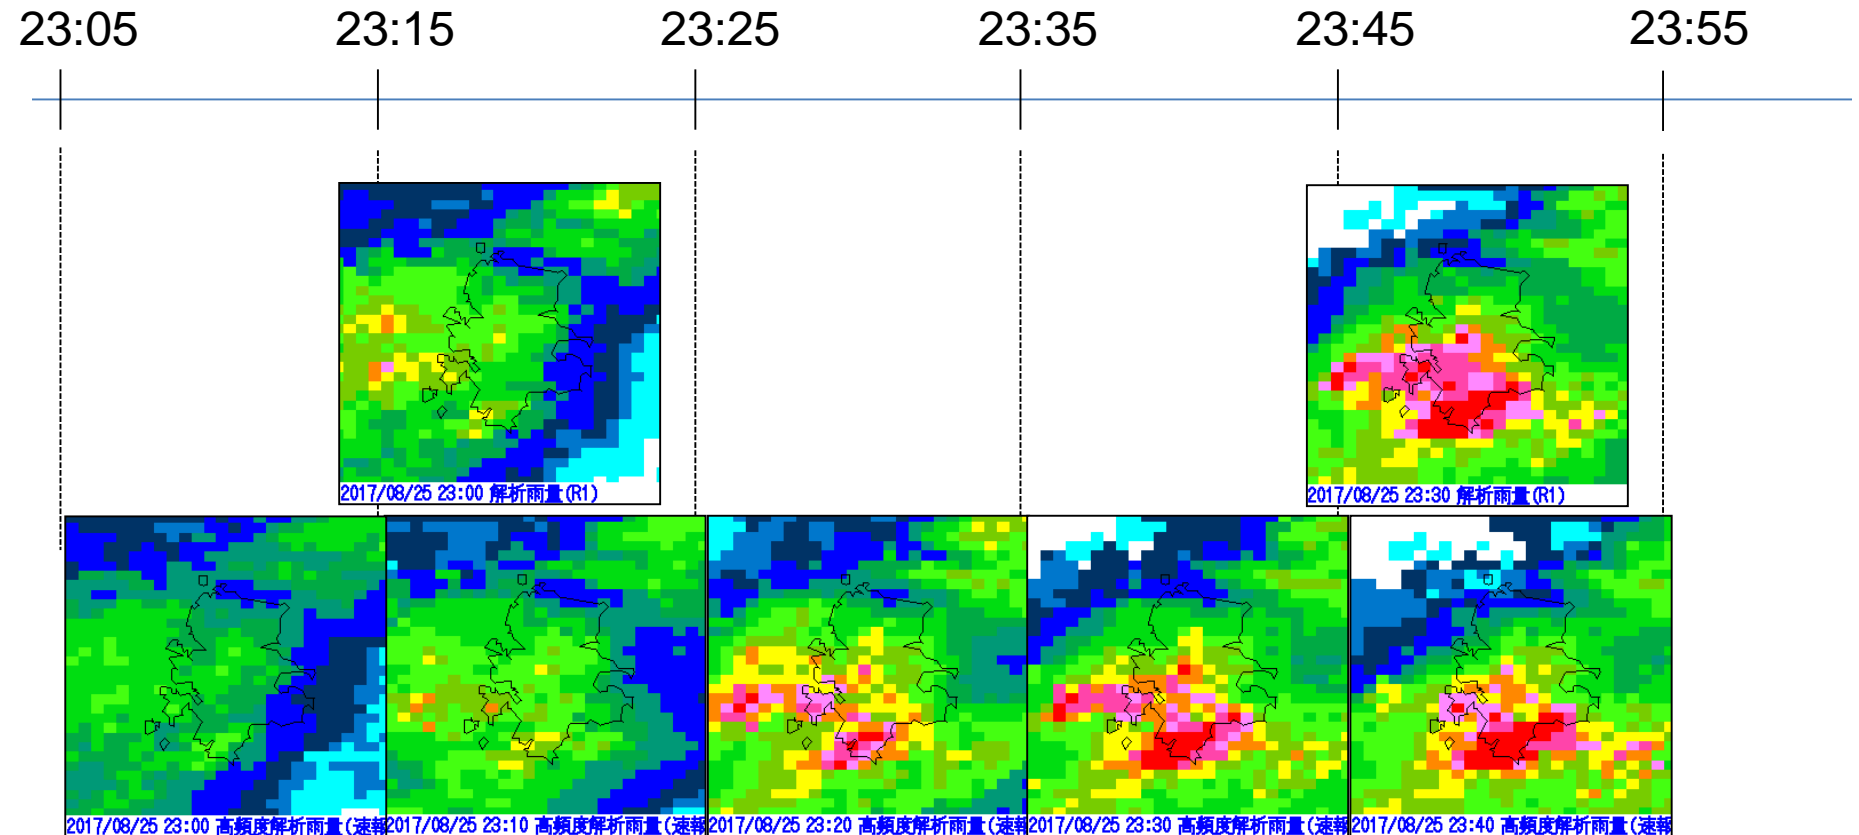 23:05 23:15 23:25 23:35 23:45 23:55
2017/08/25 23:00 解析雨量(R1)
2017/08/25 23:30 解析雨量(R1)
2017/08/25 23:00 高頻度解析雨量(速報
2017/08/25 23:10 高頻度解析雨量(速報
2017/08/25 23:20 高頻度解析雨量(速報
2017/08/25 23:30 高頻度解析雨量(速報
2017/08/25 23:40 高頻度解析雨量(速報